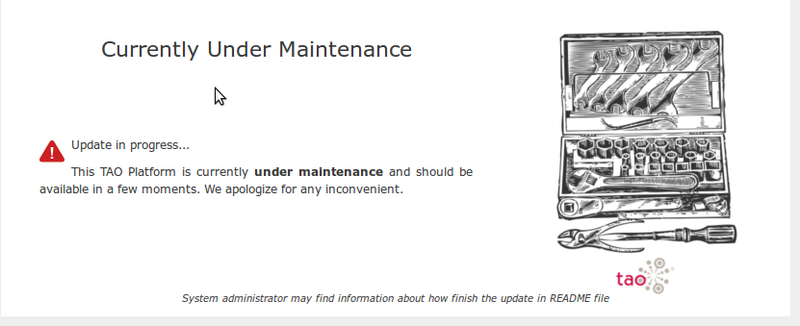 Currently Under Maintenance
Update in progress...
This TAO Platform is currently under maintenance and should be
available in a few moments. We apologize for any inconvenient.
tao
System administrator may find information about how finish the update in README file